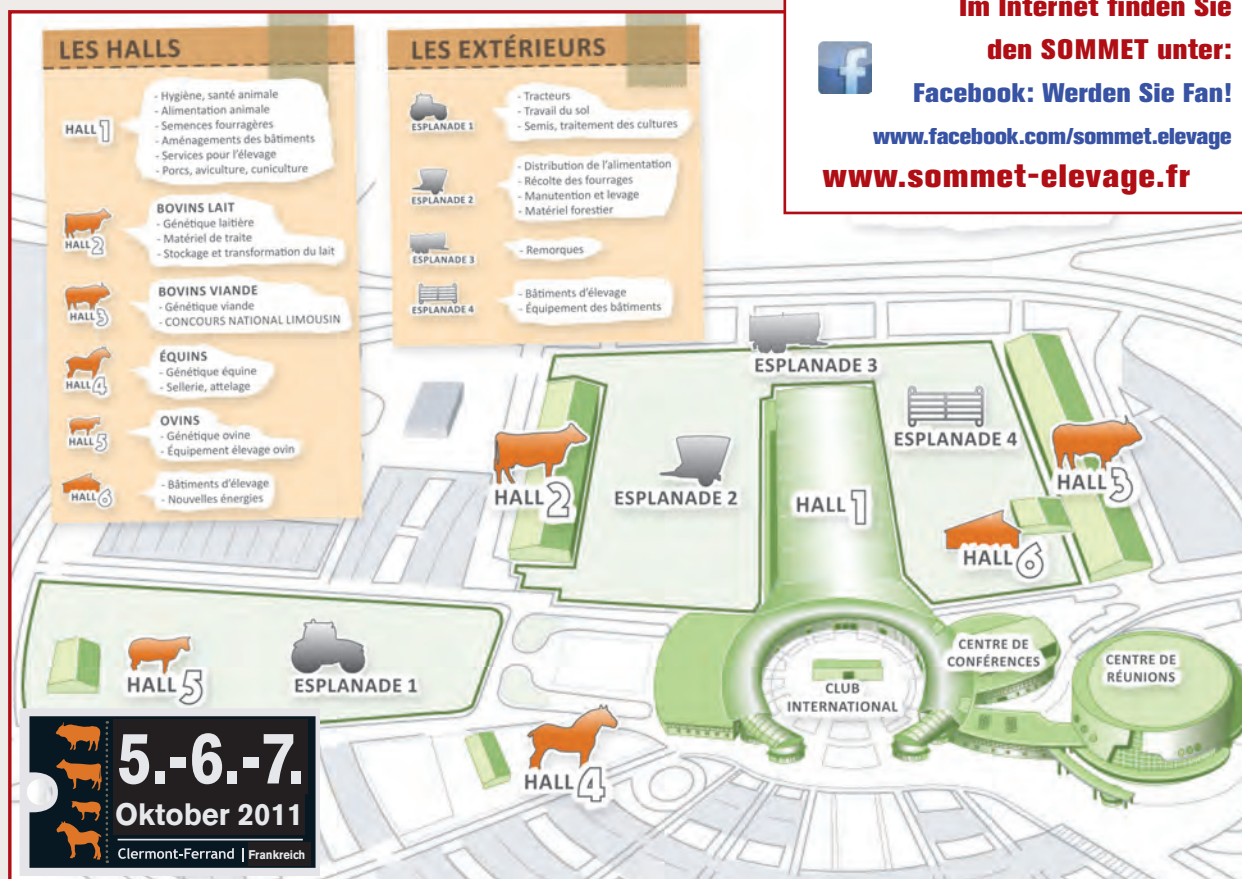 Im Internet finden Sie
den SOMMET unter:
Facebook: Werden Sie Fan!
www.facebook.com/sommet.elevage
www.sommet-elevage.fr
LES HALLS
HALL 1
- Hygiène, santé animale
- Alimentation animale
- Semences fourragères
- Aménagements des bâtiments
- Services pour l'élevage
- Porcs, aviculture, cuniculture
HALL 2
BOVINS LAIT
- Génétique laitière
- Matériel de traite
- Stockage et transformation du lait
HALL 3
BOVINS VIANDE
- Génétique viande
- CONCOURS NATIONAL LIMOUSIN
HALL 4
ÉQUINS
- Génétique équine
- Sellerie, attelage
HALL 5
OVINS
- Génétique ovine
- Équipement élevage ovin
HALL 6
- Bâtiments d'élevage
- Nouvelles énergies
LES EXTÉRIEURS
ESPLANADE 1
- Tracteurs
- Travail du sol
- Semis, traitement des cultures
ESPLANADE 2
- Distribution de l'alimentation
- Récolte des fourrages
- Manutention et levage
- Matériel forestier
ESPLANADE 3
- Remorques
ESPLANADE 4
- Bâtiments d'élevage
- Équipement des bâtiments
ESPLANADE 3
ESPLANADE 4
HALL 2
ESPLANADE 2
HALL 1
HALL 3
HALL 6
HALL 5
ESPLANADE 1
CLUB
INTERNATIONAL
CENTRE DE
CONFÉRENCES
CENTRE DE
RÉUNIONS
HALL 4
5.-6.-7.
Oktober 2011
Clermont-Ferrand | Frankreich